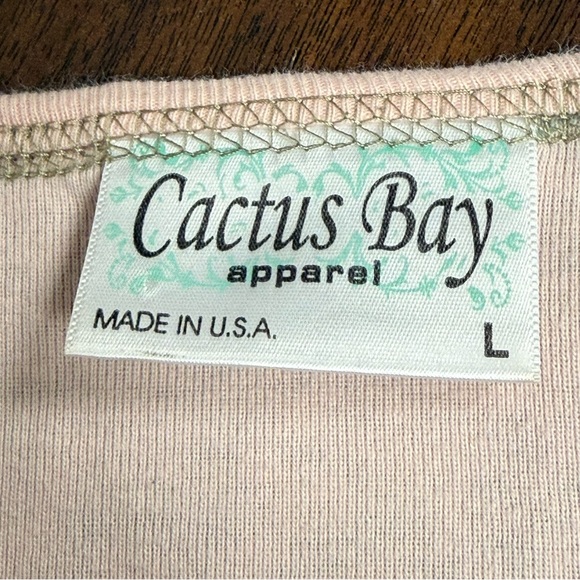 Cactus Bay
apparel
MADE IN U.S.A.
L